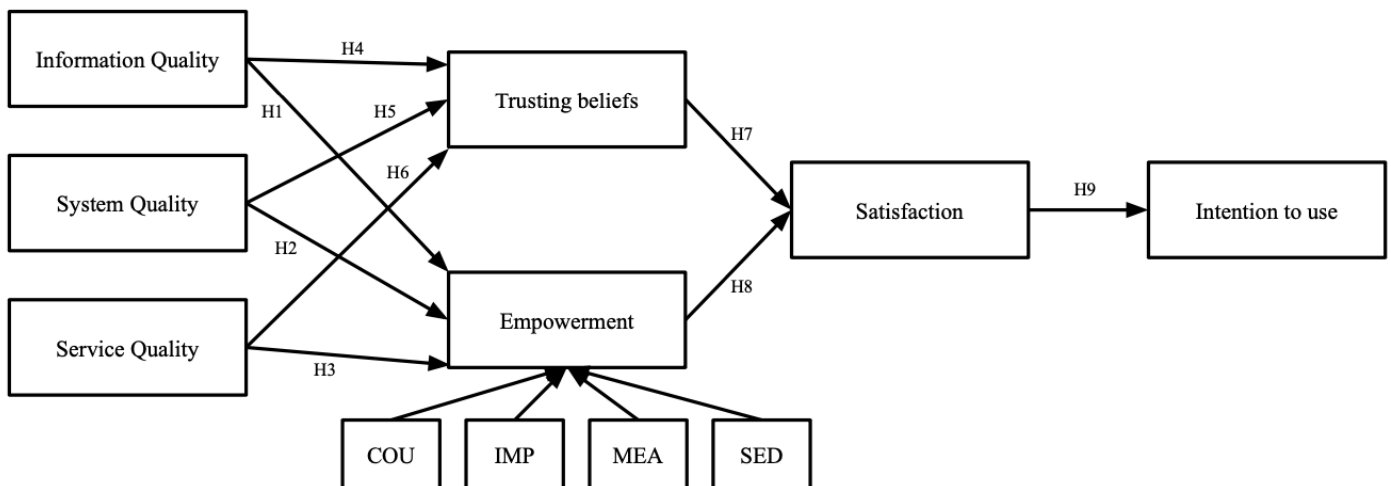 Information Quality
H4
Trusting beliefs
H1
H5
H7
H6
System Quality
Satisfaction
H9
Intention to use
H2
H8
Empowerment
Service Quality
H3
COU
IMP
MEA
SED